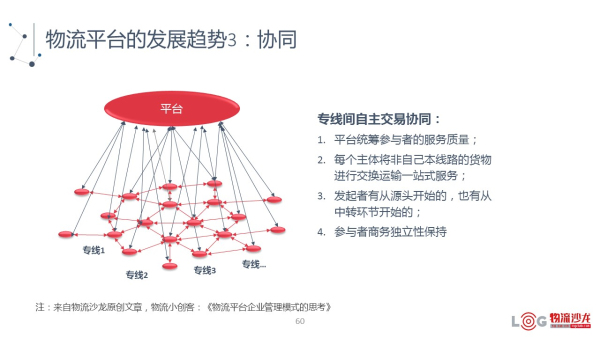 物流平台的发展趋势3：协同
平台
专线1
专线2
专线3
专线...
专线间自主交易协同：
1. 平台统筹参与者的服务质量；
2. 每个主体将非自己本线路的货物
进行交换运输一站式服务；
3. 发起者有从源头开始的，也有从
中转环节开始的；
4. 参与者商务独立性保持
注：来自物流沙龙原创文章，物流小创客：《物流平台企业管理模式的思考》
60
LOG 物流沙龙